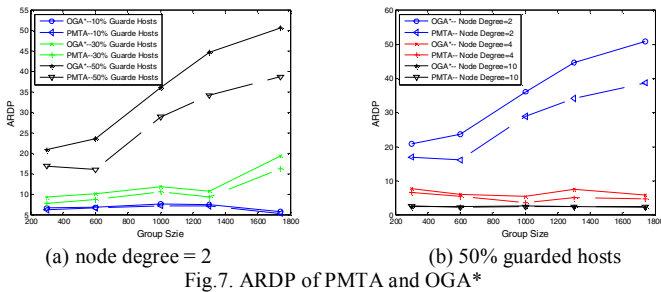 55
50
45
40
35
30
25
20
15
10
5
ARDP
OGA*--10% Guarde Hosts
PMTA--10% Guarde Hosts
OGA*--30% Guarde Hosts
PMTA--30% Guarde Hosts
OGA*--50% Guarde Hosts
PMTA--50% Guarde Hosts
200 400 600 800 1000 1200 1400 1600 1800
Group Szie
(a) node degree = 2
60
50
40
30
20
10
0
ARDP
OGA*-- Node Degree=2
PMTA-- Node Degree=2
OGA*-- Node Degree=4
PMTA-- Node Degree=4
OGA*-- Node Degree=10
PMTA-- Node Degree=10
200 400 600 800 1000 1200 1400 1600 1800
Group Size
(b) 50% guarded hosts
Fig.7. ARDP of PMTA and OGA*